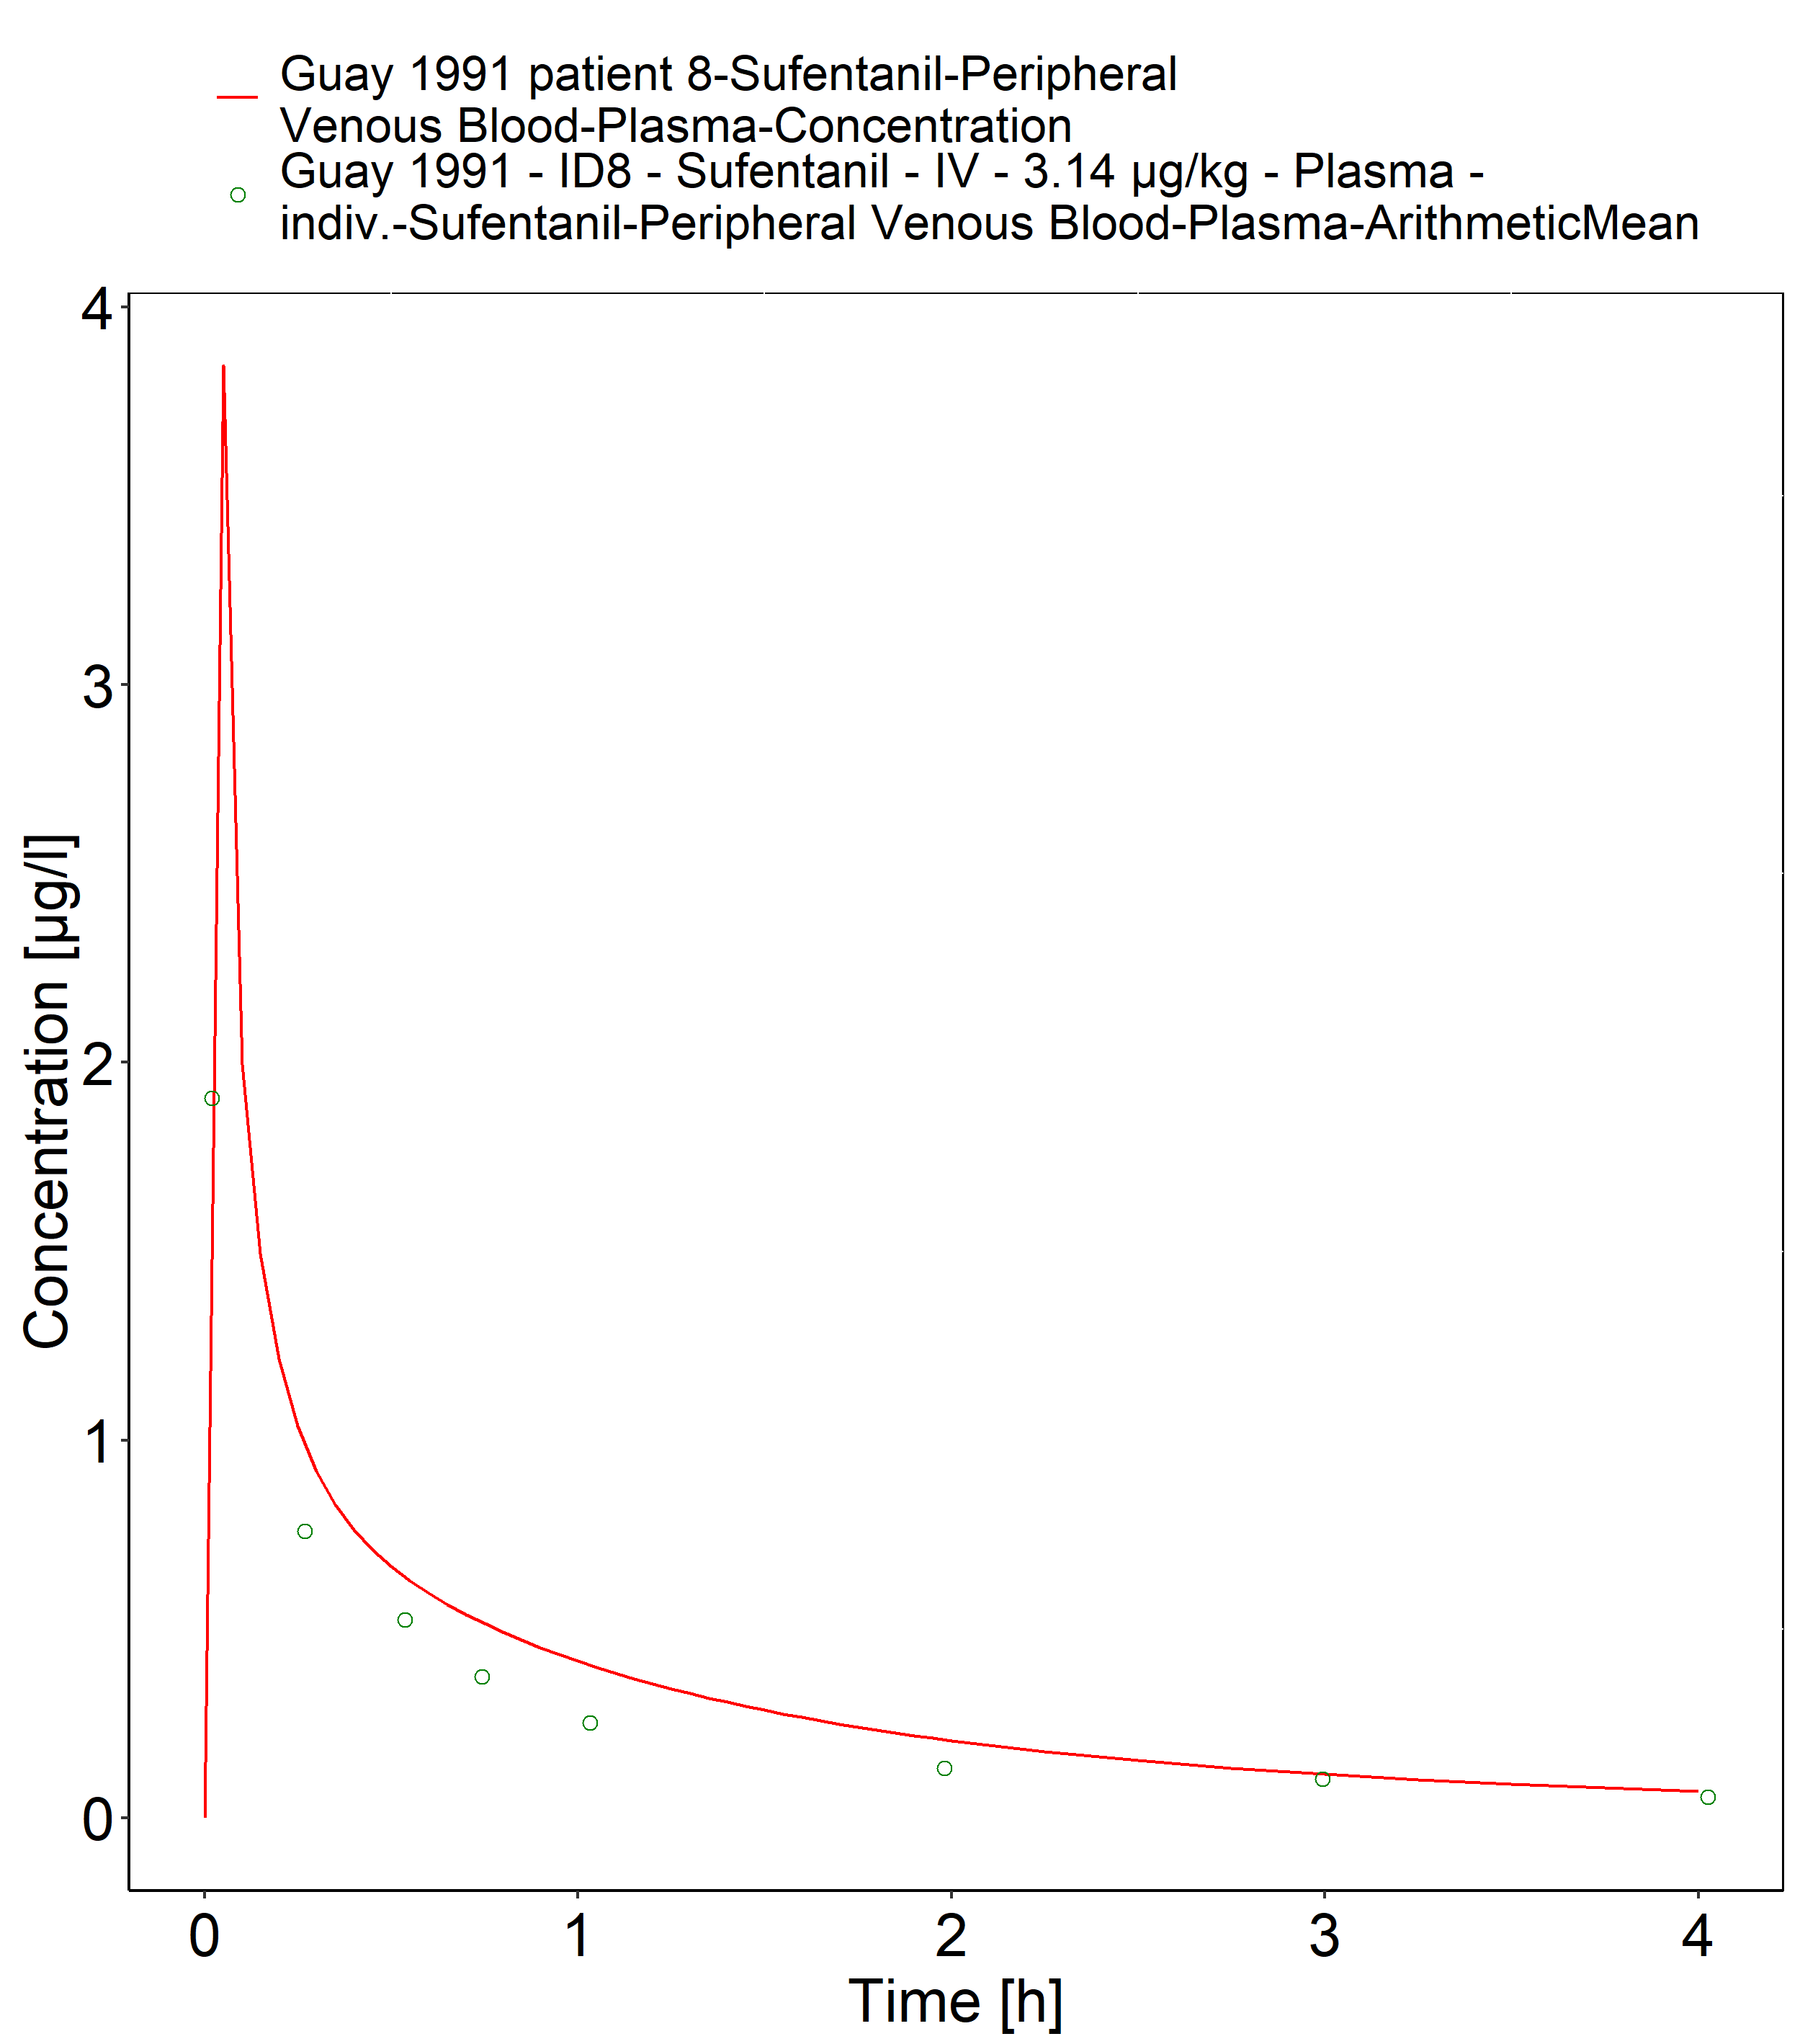 Guay 1991 patient 8-Sufentanil-Peripheral
Venous Blood-Plasma-Concentration
Guay 1991 - ID8 - Sufentanil - IV - 3.14 µg/kg - Plasma -
indiv.-Sufentanil-Peripheral Venous Blood-Plasma-ArithmeticMean
4
3
2
1
0
Concentration [µg/l]
0 1 2 3 4
Time [h]